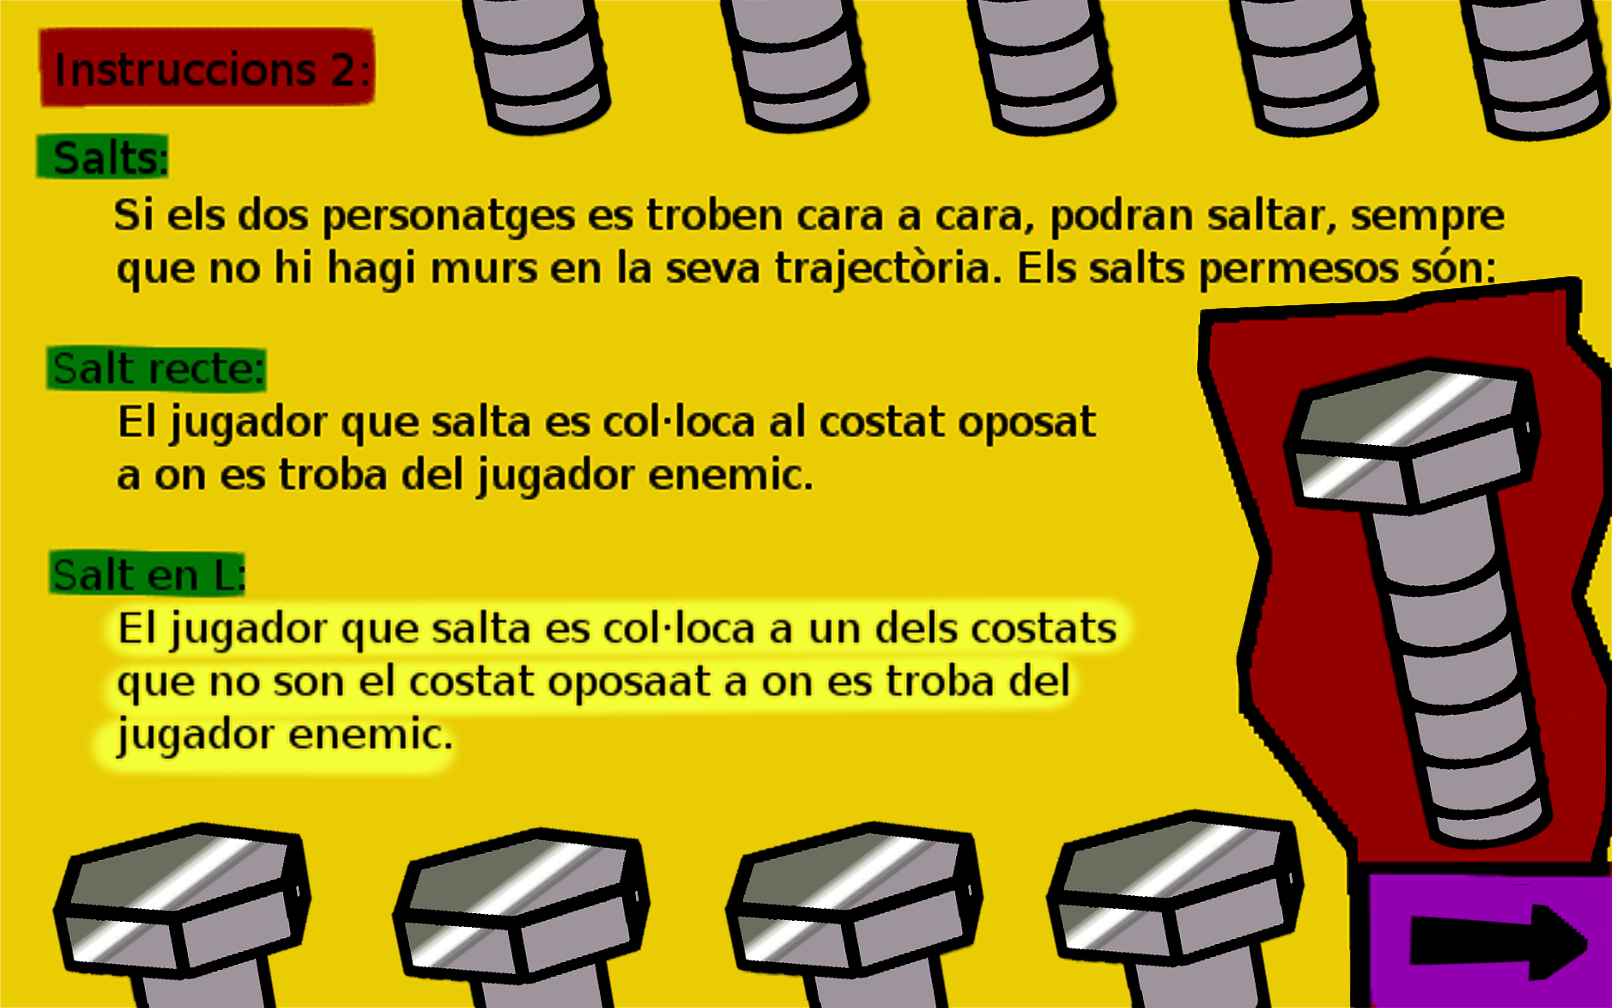 Instruccions 2:
Salts:
Si els dos personatges es troben cara a cara, podran saltar, sempre
que no hi hagi murs en la seva trajectòria. Els salts permesos són:
Salt recte:
El jugador que salta es col·loca al costat oposat
a on es troba del jugador enemic.
Salt en L:
El jugador que salta es col·loca a un dels costats
que no son el costat oposaat a on es troba del
jugador enemic.